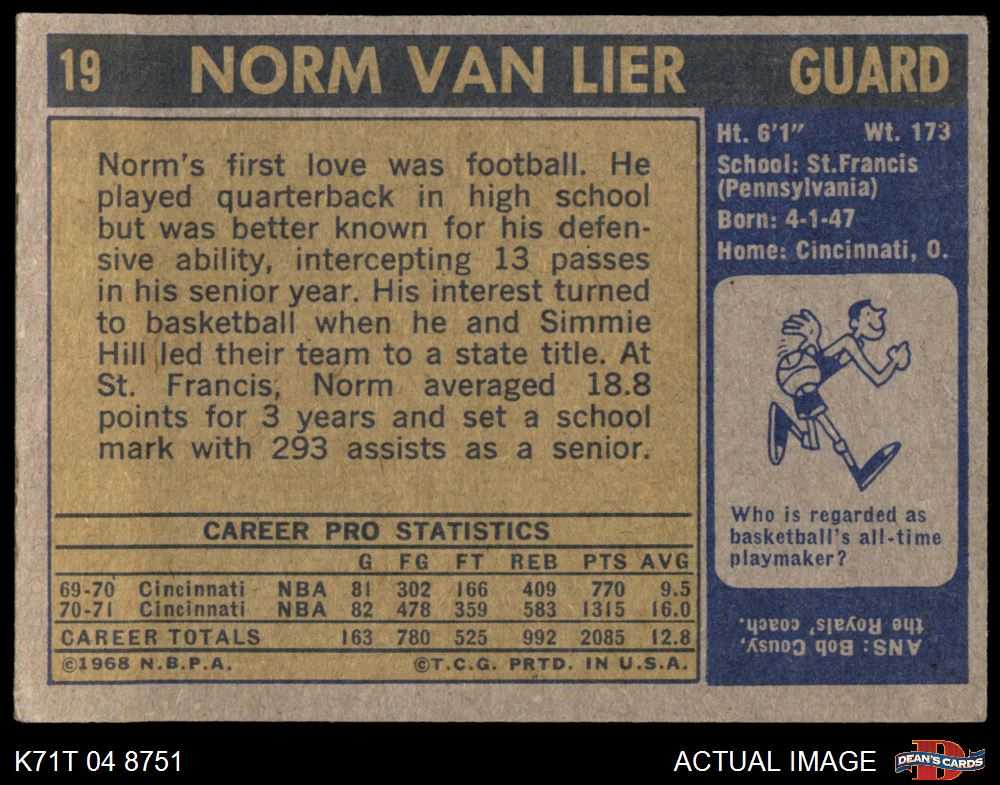 19 NORM VAN LIER GUARD
Norm's first love was football. He
played quarterback in high school
but was better known for his defen-
sive ability, intercepting 13 passes
in his senior year. His interest turned
to basketball when he and Simmie
Hill led their team to a state title. At
St. Francis, Norm averaged 18.8
points for 3 years and set a school
mark with 293 assists as a senior.
CAREER PRO STATISTICS
G FG FT REB PTS AVG
69-70 Cincinnati NBA 81 302 166 409 770 9.5
70-71 Cincinnati NBA 82 478 359 583 1315 16.0
CAREER TOTALS 163 780 525 992 2085 12.8
©1968 N.B.P.A. ©T.C.G. PRTD. IN U.S.A.
Ht. 6'1" Wt. 173
School: St.Francis
(Pennsylvania)
Born: 4-1-47
Home: Cincinnati, O.
Who is regarded as
basketball's all-time
playmaker?
ANS: Bob Cousy,
the Royals' coach.
K71T 04 8751 ACTUAL IMAGE DEAN'S CARDS